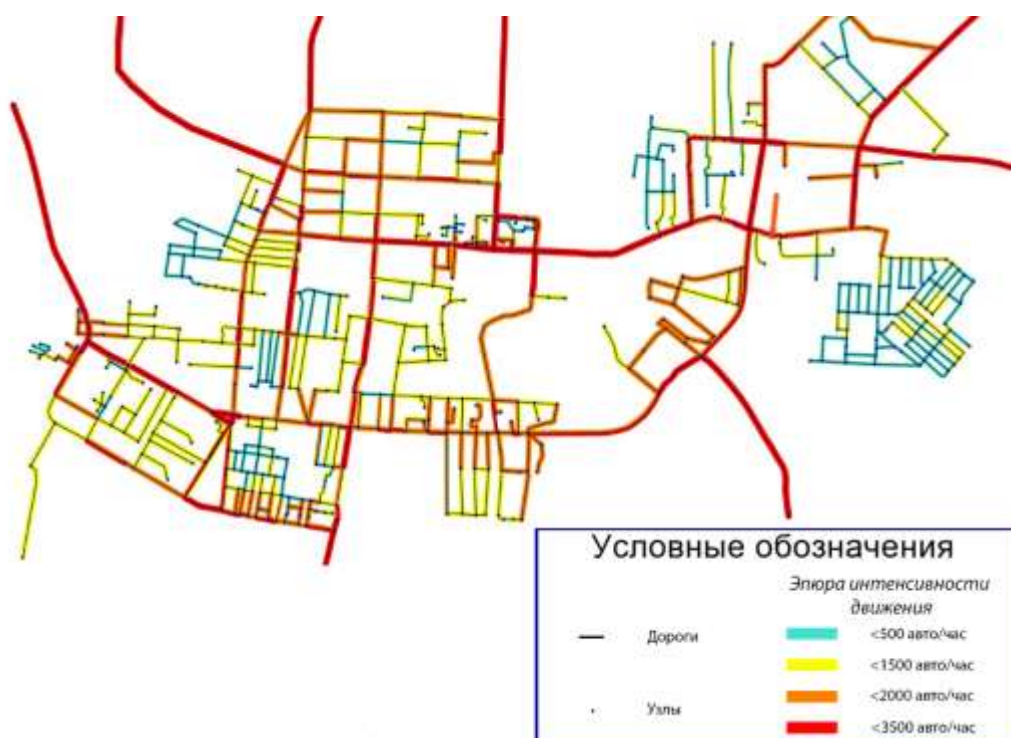 Условные обозначения
Эпюра интенсивности
движения
Дороги
<500 авто/час
<1500 авто/час
Узлы
<2000 авто/час
<3500 авто/час